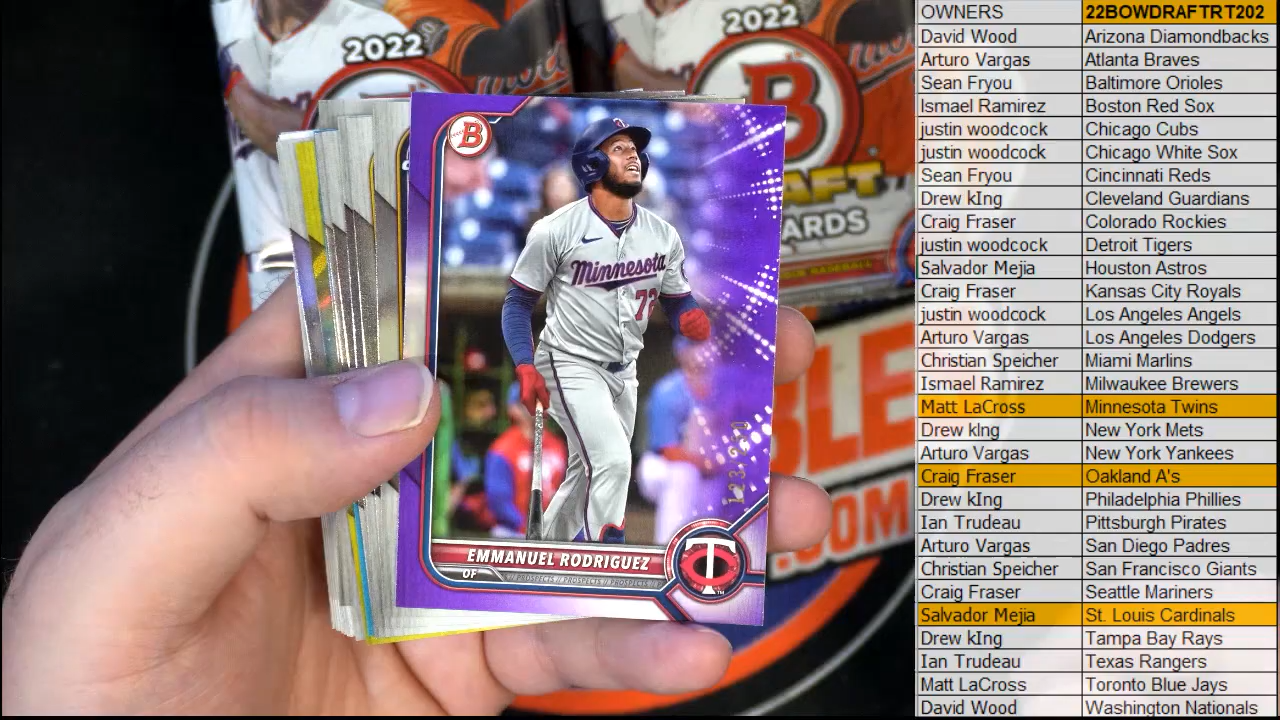 2022
2022
B
B
AFT
ARDS
BLE
.COM
Minnesota
72
EMMANUEL RODRIGUEZ
OF // PROSPECTS // PROSPECTS // PROSPECTS //
T C
TM
OWNERS 22BOWDRAFTRT202
David Wood Arizona Diamondbacks
Arturo Vargas Atlanta Braves
Sean Fryou Baltimore Orioles
Ismael Ramirez Boston Red Sox
justin woodcock Chicago Cubs
justin woodcock Chicago White Sox
Sean Fryou Cincinnati Reds
Drew kIng Cleveland Guardians
Craig Fraser Colorado Rockies
justin woodcock Detroit Tigers
Salvador Mejia Houston Astros
Craig Fraser Kansas City Royals
justin woodcock Los Angeles Angels
Arturo Vargas Los Angeles Dodgers
Christian Speicher Miami Marlins
Ismael Ramirez Milwaukee Brewers
Matt LaCross Minnesota Twins
Drew kIng New York Mets
Arturo Vargas New York Yankees
Craig Fraser Oakland A's
Drew kIng Philadelphia Phillies
Ian Trudeau Pittsburgh Pirates
Arturo Vargas San Diego Padres
Christian Speicher San Francisco Giants
Craig Fraser Seattle Mariners
Salvador Mejia St. Louis Cardinals
Drew kIng Tampa Bay Rays
Ian Trudeau Texas Rangers
Matt LaCross Toronto Blue Jays
David Wood Washington Nationals